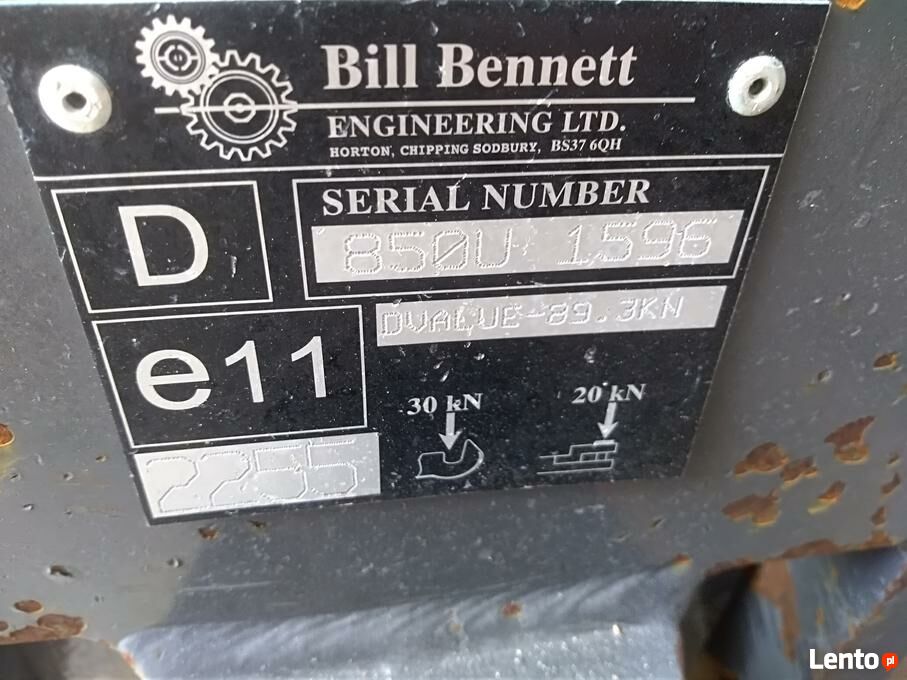 Bill Bennett
ENGINEERING LTD.
HORTON, CHIPPING SODBURY, BS37 6QH
D
SERIAL NUMBER
850U 1596
DVALUE-89.3KN
e11
30 kN
20 kN
2255
Lento pl